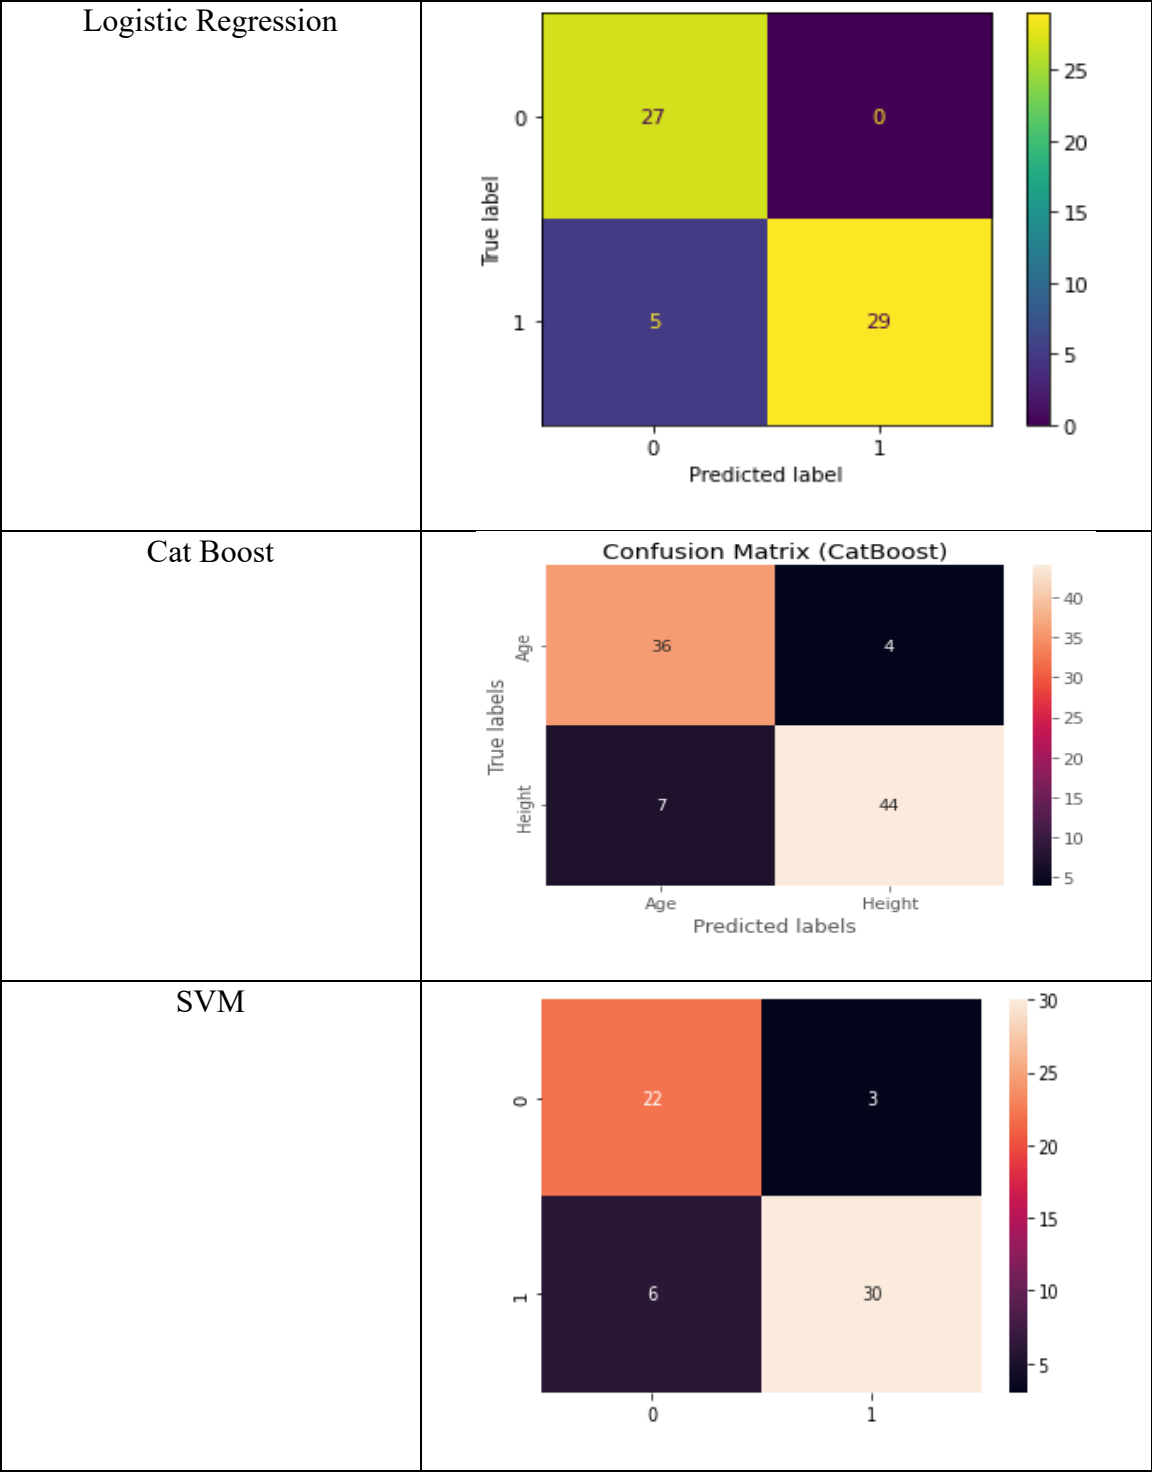 Logistic Regression
27 0
5 29
0
1
True label
0 1
Predicted label
25
20
15
10
5
0
Cat Boost
Confusion Matrix (CatBoost)
36 4
7 44
Age
Height
True labels
Age Height
Predicted labels
40
35
30
25
20
15
10
5
SVM
22 3
6 30
0
1
0 1
30
25
20
15
10
5